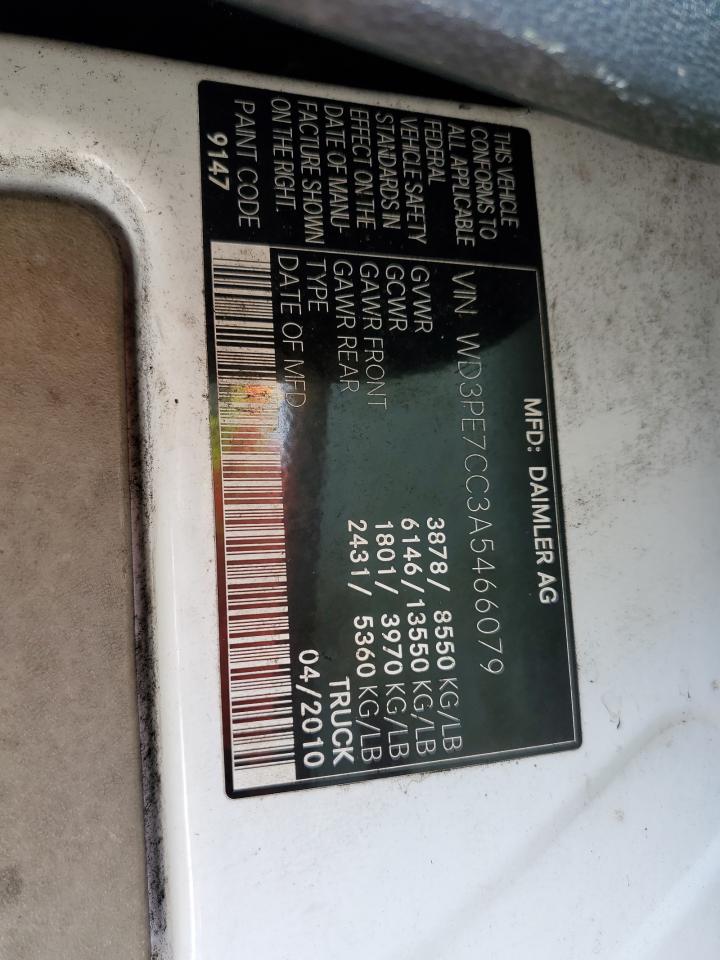 MFD: DAIMLER AG
THIS VEHICLE
CONFORMS TO
ALL APPLICABLE
FEDERAL
VEHICLE SAFETY
STANDARDS IN
EFFECT ON THE
DATE OF MANU-
FACTURE SHOWN
ON THE RIGHT.
PAINT CODE
9147
VIN WD3PE7CC3A5466079
GVWR 3878/ 8550 KG/LB
GCWR 6146/13550 KG/LB
GAWR FRONT 1801/ 3970 KG/LB
GAWR REAR 2431/ 5360 KG/LB
TYPE TRUCK
DATE OF MFD 04/2010